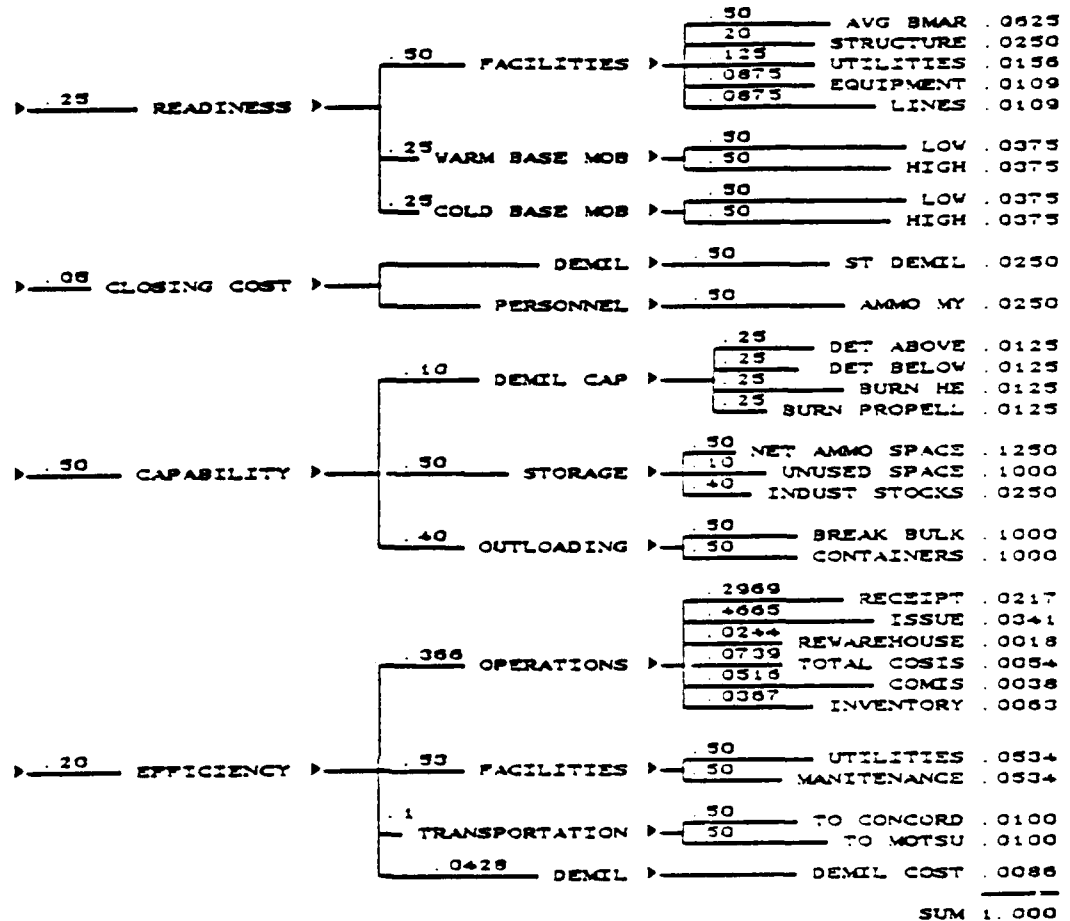 .50 AVG BMAR .0625
.20 STRUCTURE .0250
.50 FACILITIES .125 UTILITIES .0156
.0875 EQUIPMENT .0109
.25 READINESS .0875 LINES .0109
.25 WARM BASE MOB .50 LOW .0375
.50 HIGH .0375
.25 COLD BASE MOB .50 LOW .0375
.50 HIGH .0375
DEMIL .50 ST DEMIL .0250
.05 CLOSING COST
PERSONNEL .50 AMMO MY .0250
.25 DET ABOVE .0125
.10 DEMIL CAP .25 DET BELOW .0125
.25 BURN HE .0125
.25 BURN PROPELL .0125
.50 NET AMMO SPACE .1250
.50 CAPABILITY .50 STORAGE .10 UNUSED SPACE .1000
.40 INDUST STOCKS .0250
.40 OUTLOADING .50 BREAK BULK .1000
.50 CONTAINERS .1000
.2969 RECEIPT .0217
.4665 ISSUE .0341
.0244 REWAREHOUSE .0018
.366 OPERATIONS .0739 TOTAL COSIS .0054
.0516 COMIS .0038
.0367 INVENTORY .0063
.20 EFFICIENCY .53 FACILITIES .50 UTILITIES .0534
.50 MANITENANCE .0534
.1 TRANSPORTATION .50 TO CONCORD .0100
.50 TO MOTSU .0100
.0428 DEMIL DEMIL COST .0086
SUM 1.000